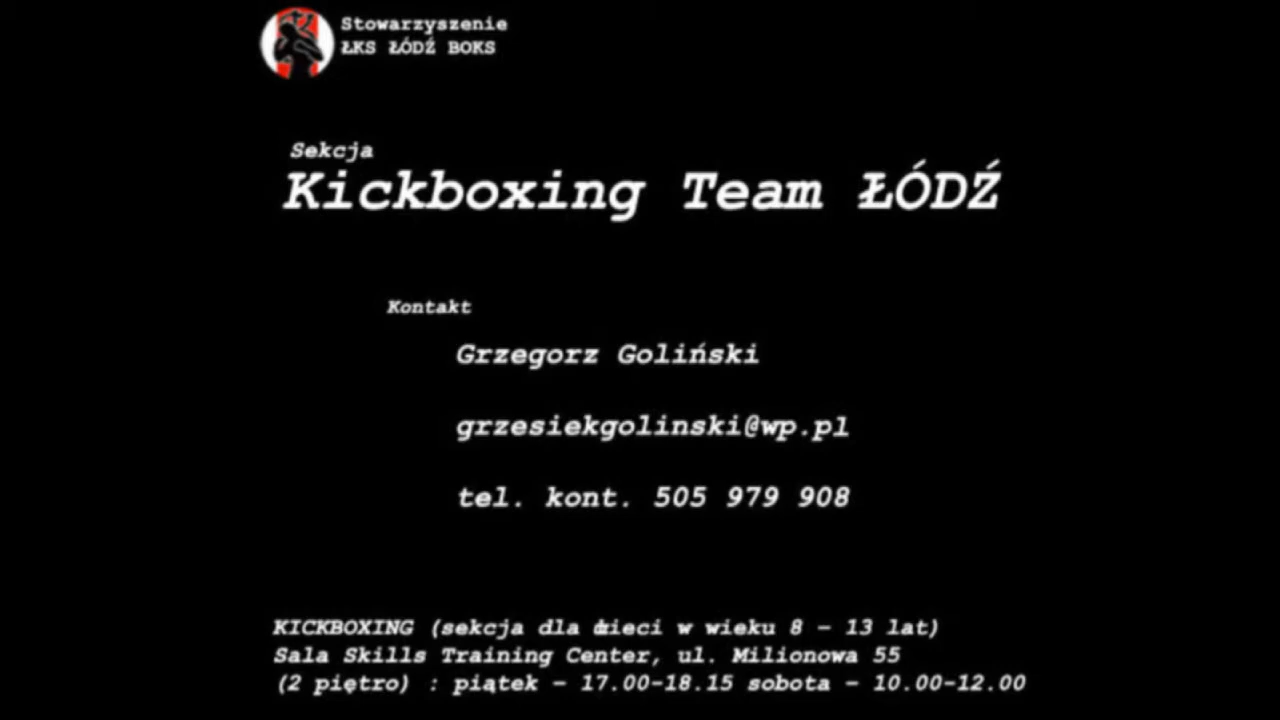 Stowarzyszenie
ŁKS ŁÓDŹ BOKS
Sekcja
Kickboxing Team ŁÓDŹ
Kontakt
Grzegorz Goliński
grzesiekgolinski@wp.pl
tel. kont. 505 979 908
KICKBOXING (sekcja dla dzieci w wieku 8 – 13 lat)
Sala Skills Training Center, ul. Milionowa 55
(2 piętro) : piątek – 17.00-18.15 sobota – 10.00-12.00